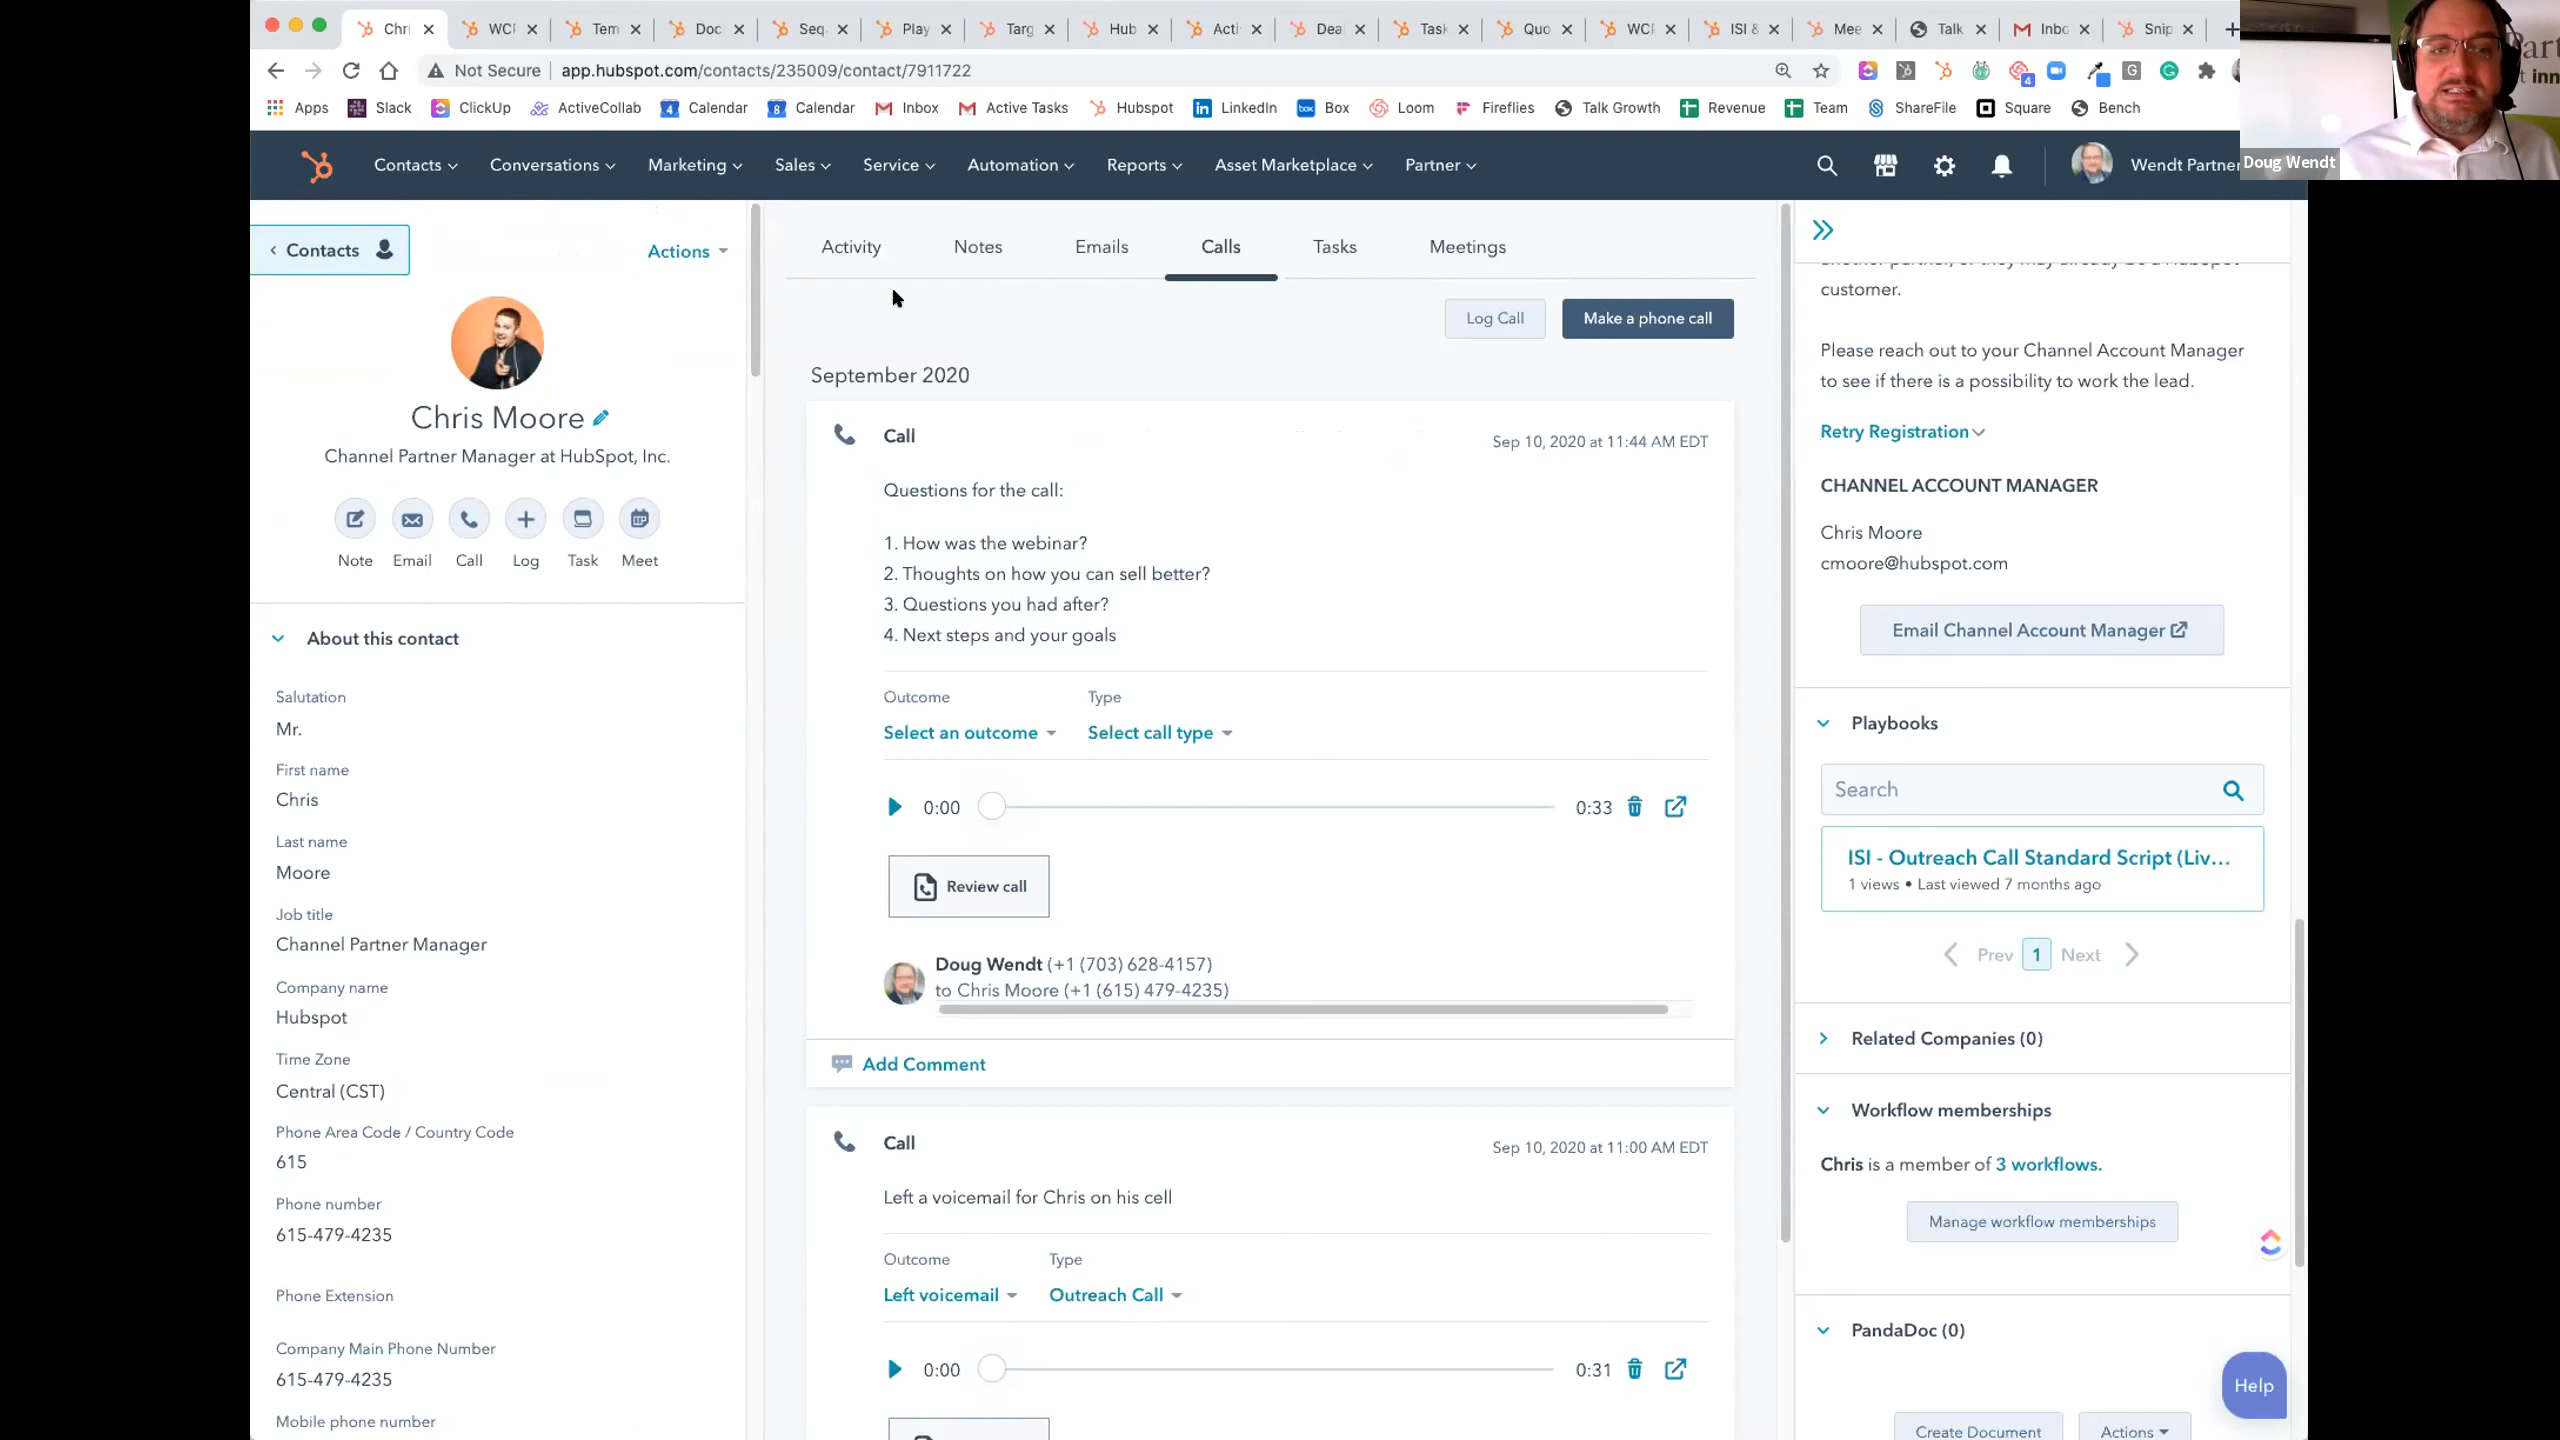 Chri
WCI
Tem
Doc
Seq
Play
Targ
Hub
Acti
Dea
Task
Quo
WCI
ISI &
Mee
Talk
Inbo
Snip
Not Secure
app.hubspot.com/contacts/235009/contact/7911722
Apps
Slack
ClickUp
ActiveCollab
Calendar
Calendar
Inbox
Active Tasks
Hubspot
LinkedIn
Box
Loom
Fireflies
Talk Growth
Revenue
Team
ShareFile
Square
Bench
Contacts
Conversations
Marketing
Sales
Service
Automation
Reports
Asset Marketplace
Partner
Wendt Partner
Doug Wendt
Contacts
Actions
Chris Moore
Channel Partner Manager at HubSpot, Inc.
Note
Email
Call
Log
Task
Meet
About this contact
Salutation
Mr.
First name
Chris
Last name
Moore
Job title
Channel Partner Manager
Company name
Hubspot
Time Zone
Central (CST)
Phone Area Code / Country Code
615
Phone number
615-479-4235
Phone Extension
Company Main Phone Number
615-479-4235
Mobile phone number
Activity
Notes
Emails
Calls
Tasks
Meetings
Log Call
Make a phone call
September 2020
Call
Sep 10, 2020 at 11:44 AM EDT
Questions for the call:
1. How was the webinar?
2. Thoughts on how you can sell better?
3. Questions you had after?
4. Next steps and your goals
Outcome
Type
Select an outcome
Select call type
0:00
0:33
Review call
Doug Wendt (+1 (703) 628-4157)
to Chris Moore (+1 (615) 479-4235)
Add Comment
Call
Sep 10, 2020 at 11:00 AM EDT
Left a voicemail for Chris on his cell
Outcome
Type
Left voicemail
Outreach Call
0:00
0:31
customer.
Please reach out to your Channel Account Manager
to see if there is a possibility to work the lead.
Retry Registration
CHANNEL ACCOUNT MANAGER
Chris Moore
cmoore@hubspot.com
Email Channel Account Manager
Playbooks
Search
ISI - Outreach Call Standard Script (Liv...
1 views • Last viewed 7 months ago
Prev 1 Next
Related Companies (0)
Workflow memberships
Chris is a member of 3 workflows.
Manage workflow memberships
PandaDoc (0)
Create Document
Actions
Help